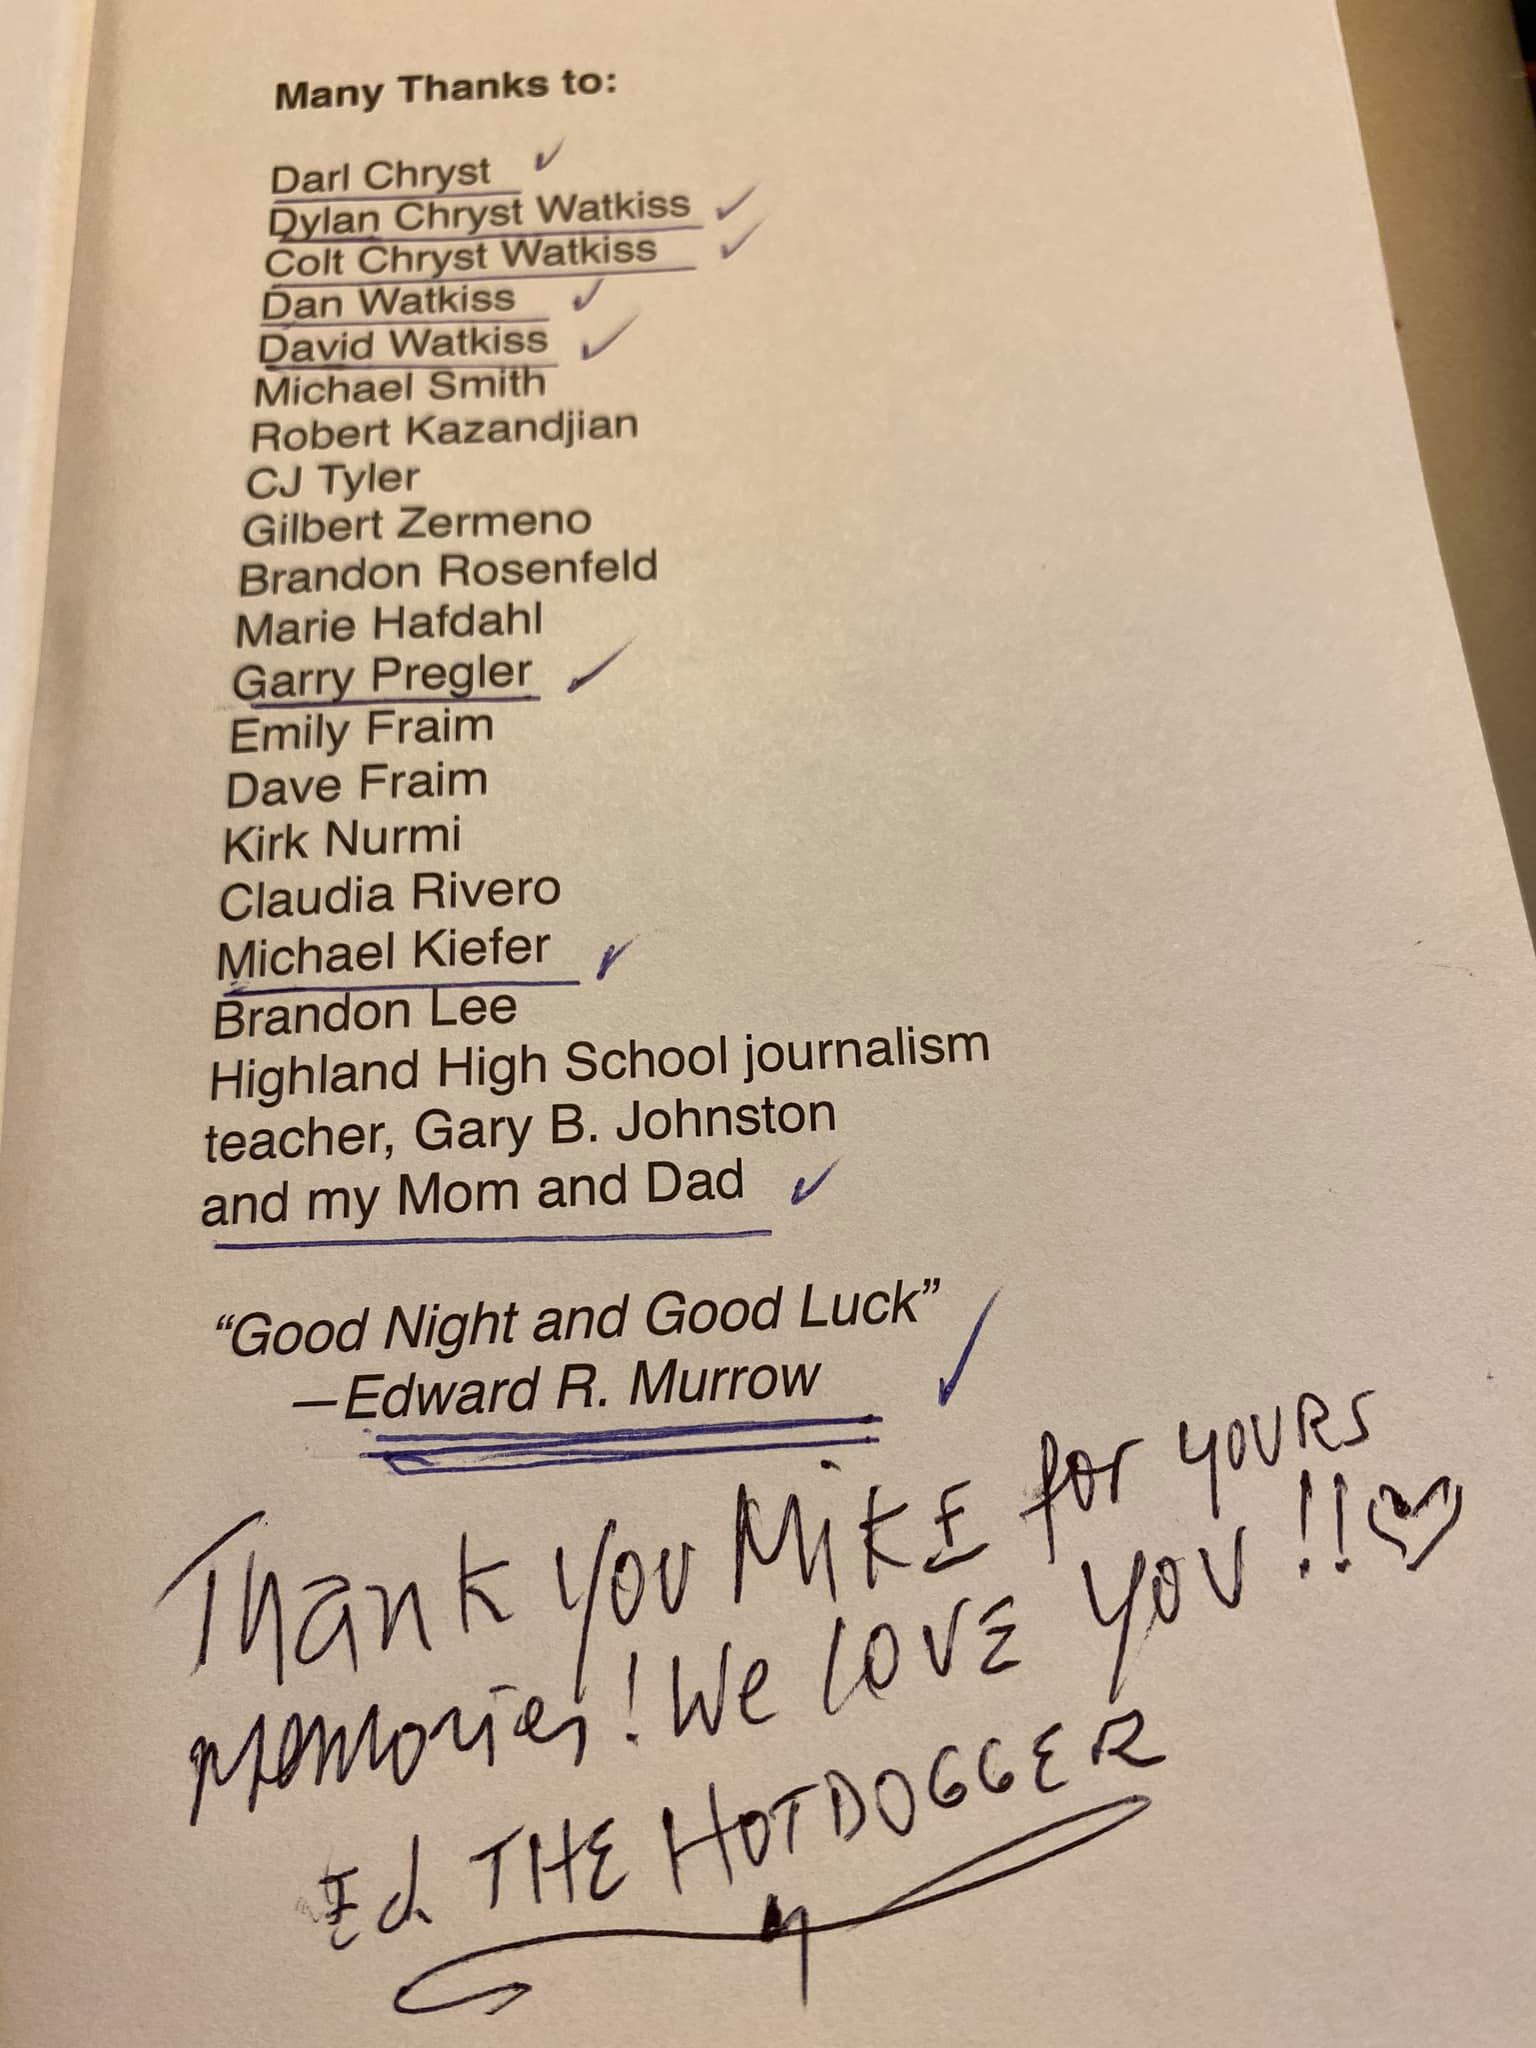 Many Thanks to:
Darl Chryst ✓
Dylan Chryst Watkiss ✓
Colt Chryst Watkiss ✓
Dan Watkiss ✓
David Watkiss ✓
Michael Smith
Robert Kazandjian
CJ Tyler
Gilbert Zermeno
Brandon Rosenfeld
Marie Hafdahl
Garry Pregler ✓
Emily Fraim
Dave Fraim
Kirk Nurmi
Claudia Rivero
Michael Kiefer ✓
Brandon Lee
Highland High School journalism
teacher, Gary B. Johnston
and my Mom and Dad ✓
“Good Night and Good Luck”
—Edward R. Murrow ✓
Thank you MiKE for yOURS
memories! We LOVE YOU !! ♡
Ed THE HOTDOGGER